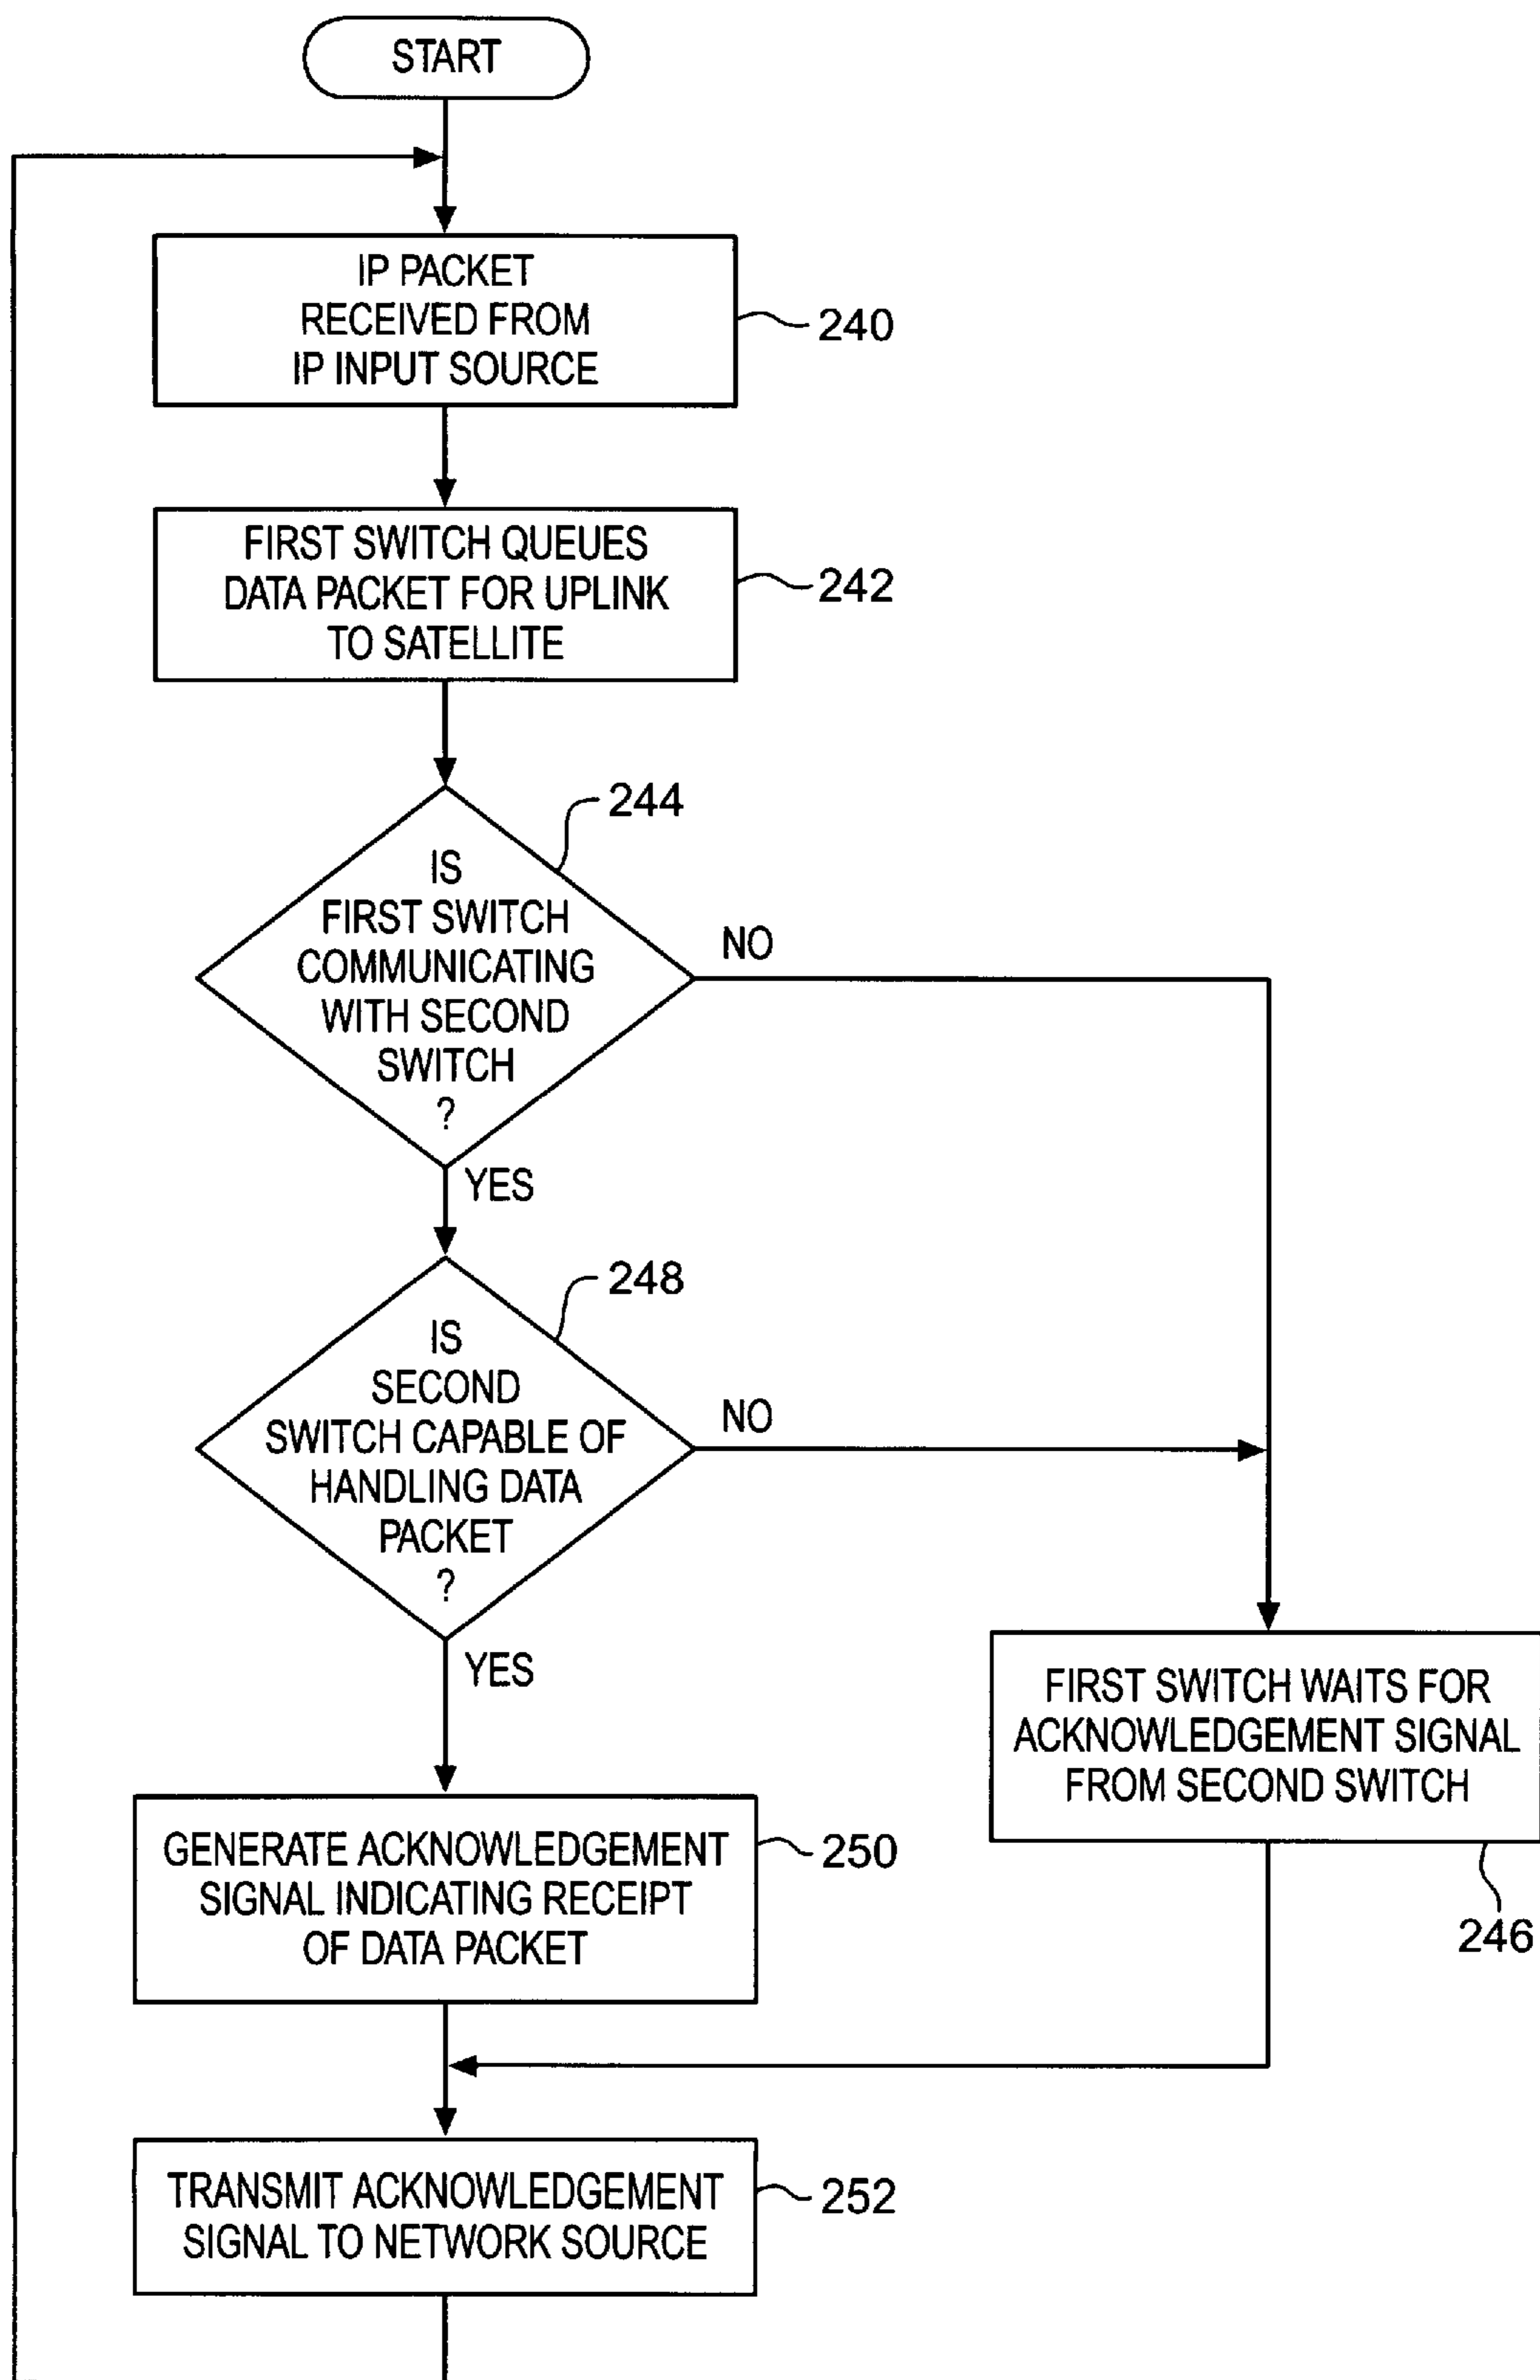 START
IP PACKET
RECEIVED FROM
IP INPUT SOURCE
240
FIRST SWITCH QUEUES
DATA PACKET FOR UPLINK
TO SATELLITE
242
244
IS
FIRST SWITCH
COMMUNICATING
WITH SECOND
SWITCH
?
NO
YES
248
IS
SECOND
SWITCH CAPABLE OF
HANDLING DATA
PACKET
?
NO
YES
FIRST SWITCH WAITS FOR
ACKNOWLEDGEMENT SIGNAL
FROM SECOND SWITCH
246
GENERATE ACKNOWLEDGEMENT
SIGNAL INDICATING RECEIPT
OF DATA PACKET
250
TRANSMIT ACKNOWLEDGEMENT
SIGNAL TO NETWORK SOURCE
252